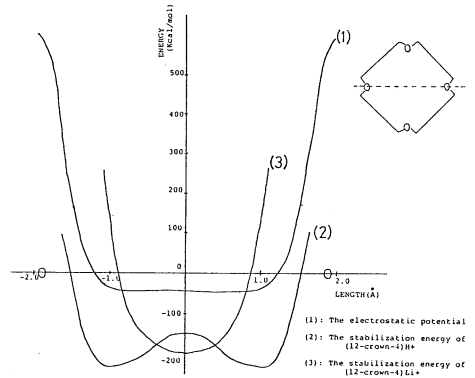 ENERGY
(Kcal/mol)
(1)
500
400
300
(3)
200
(2)
100
0
-2.0
-1.0
0
1.0
2.0
LENGTH(Å)
-100
-200
(1): The electrostatic potential
(2): The stabilization energy of
(12-crown-4)H+
(3): The stabilization energy of
(12-crown-4)Li+